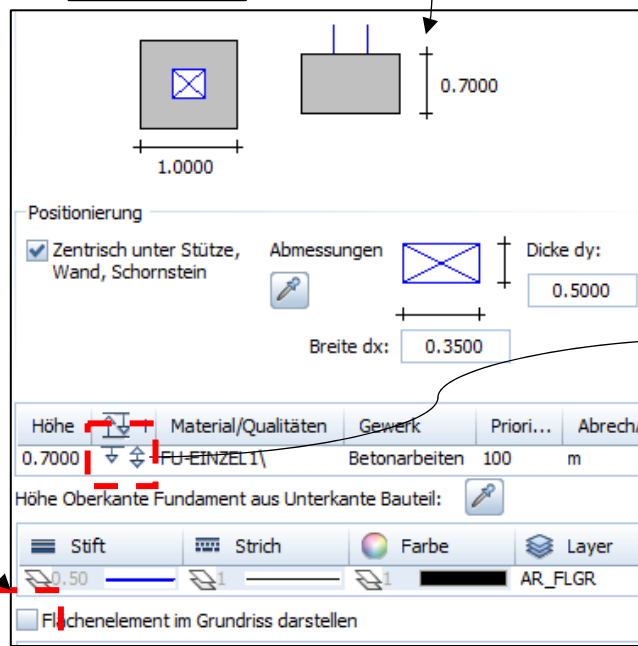 0.7000
1.0000
Positionierung
Zentrisch unter Stütze, Wand, Schornstein
Abmessungen
Dicke dy:
0.5000
Breite dx: 0.3500
Höhe Material/Qualitäten Gewerk Priori... Abrech
0.7000 FU-EINZEL1\ Betonarbeiten 100 m
Höhe Oberkante Fundament aus Unterkante Bauteil:
Stift Strich Farbe Layer
0.50 1 1 AR_FLGR
Flächenelement im Grundriss darstellen